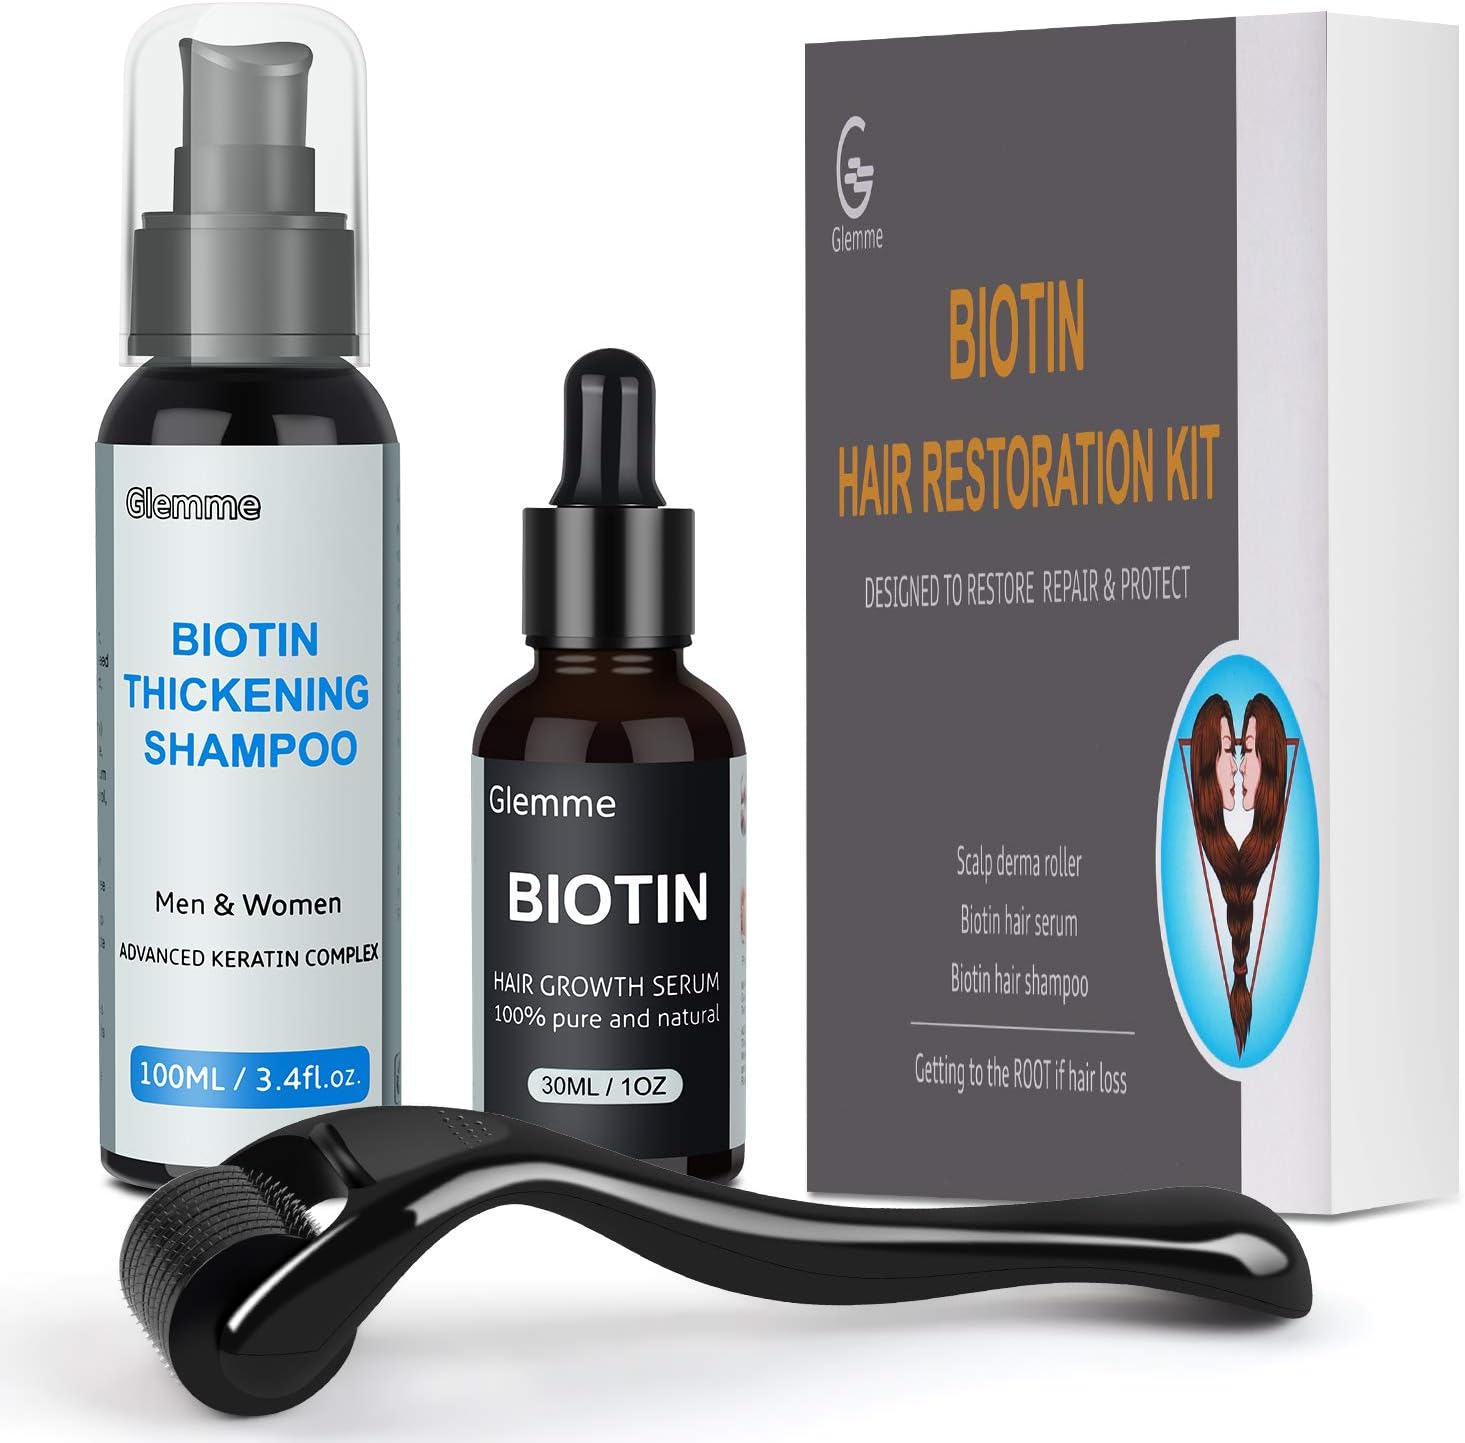 Glemme
BIOTIN
THICKENING
SHAMPOO
Men & Women
ADVANCED KERATIN COMPLEX
100ML / 3.4fl.oz.
Glemme
BIOTIN
HAIR GROWTH SERUM
100% pure and natural
30ML / 1OZ
Glemme
BIOTIN
HAIR RESTORATION KIT
DESIGNED TO RESTORE REPAIR & PROTECT
Scalp derma roller
Biotin hair serum
Biotin hair shampoo
Getting to the ROOT if hair loss